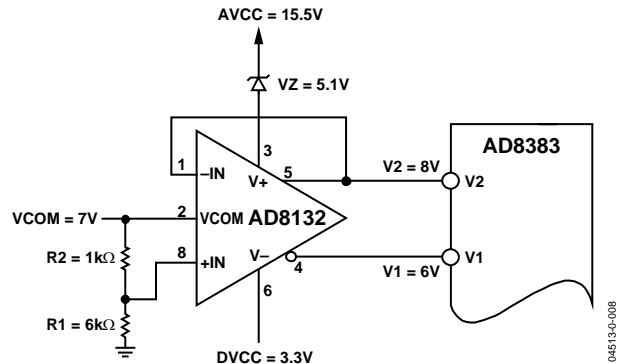 AVCC = 15.5V
VZ = 5.1V
AD8383
3
1
–IN
V+
5
V2 = 8V
V2
VCOM = 7V
2
VCOM
AD8132
R2 = 1kΩ
8
+IN
V–
4
V1 = 6V
V1
6
R1 = 6kΩ
DVCC = 3.3V
04513-0-008